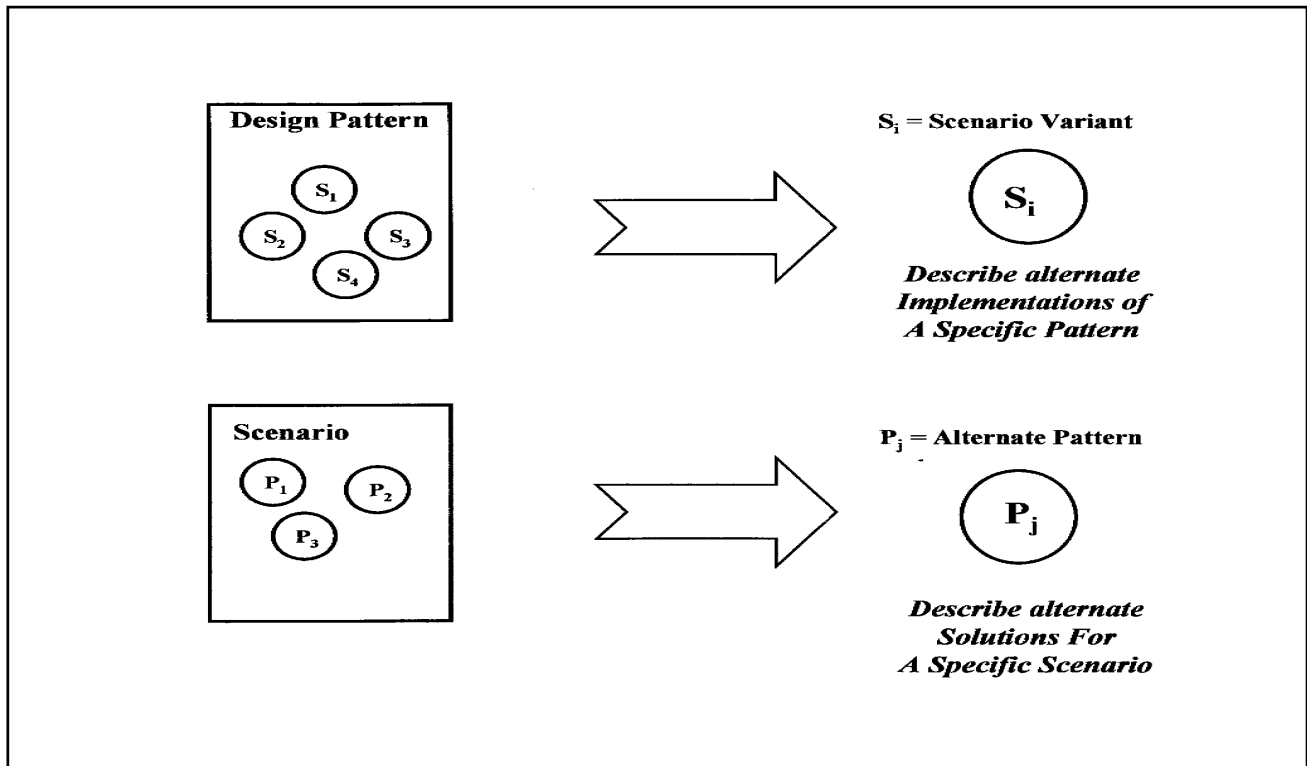 Design Pattern
S₁
S₂ S₃
S₄
Sᵢ = Scenario Variant
Sᵢ
Describe alternate
Implementations of
A Specific Pattern
Scenario
P₁ P₂
P₃
Pⱼ = Alternate Pattern
Pⱼ
Describe alternate
Solutions For
A Specific Scenario